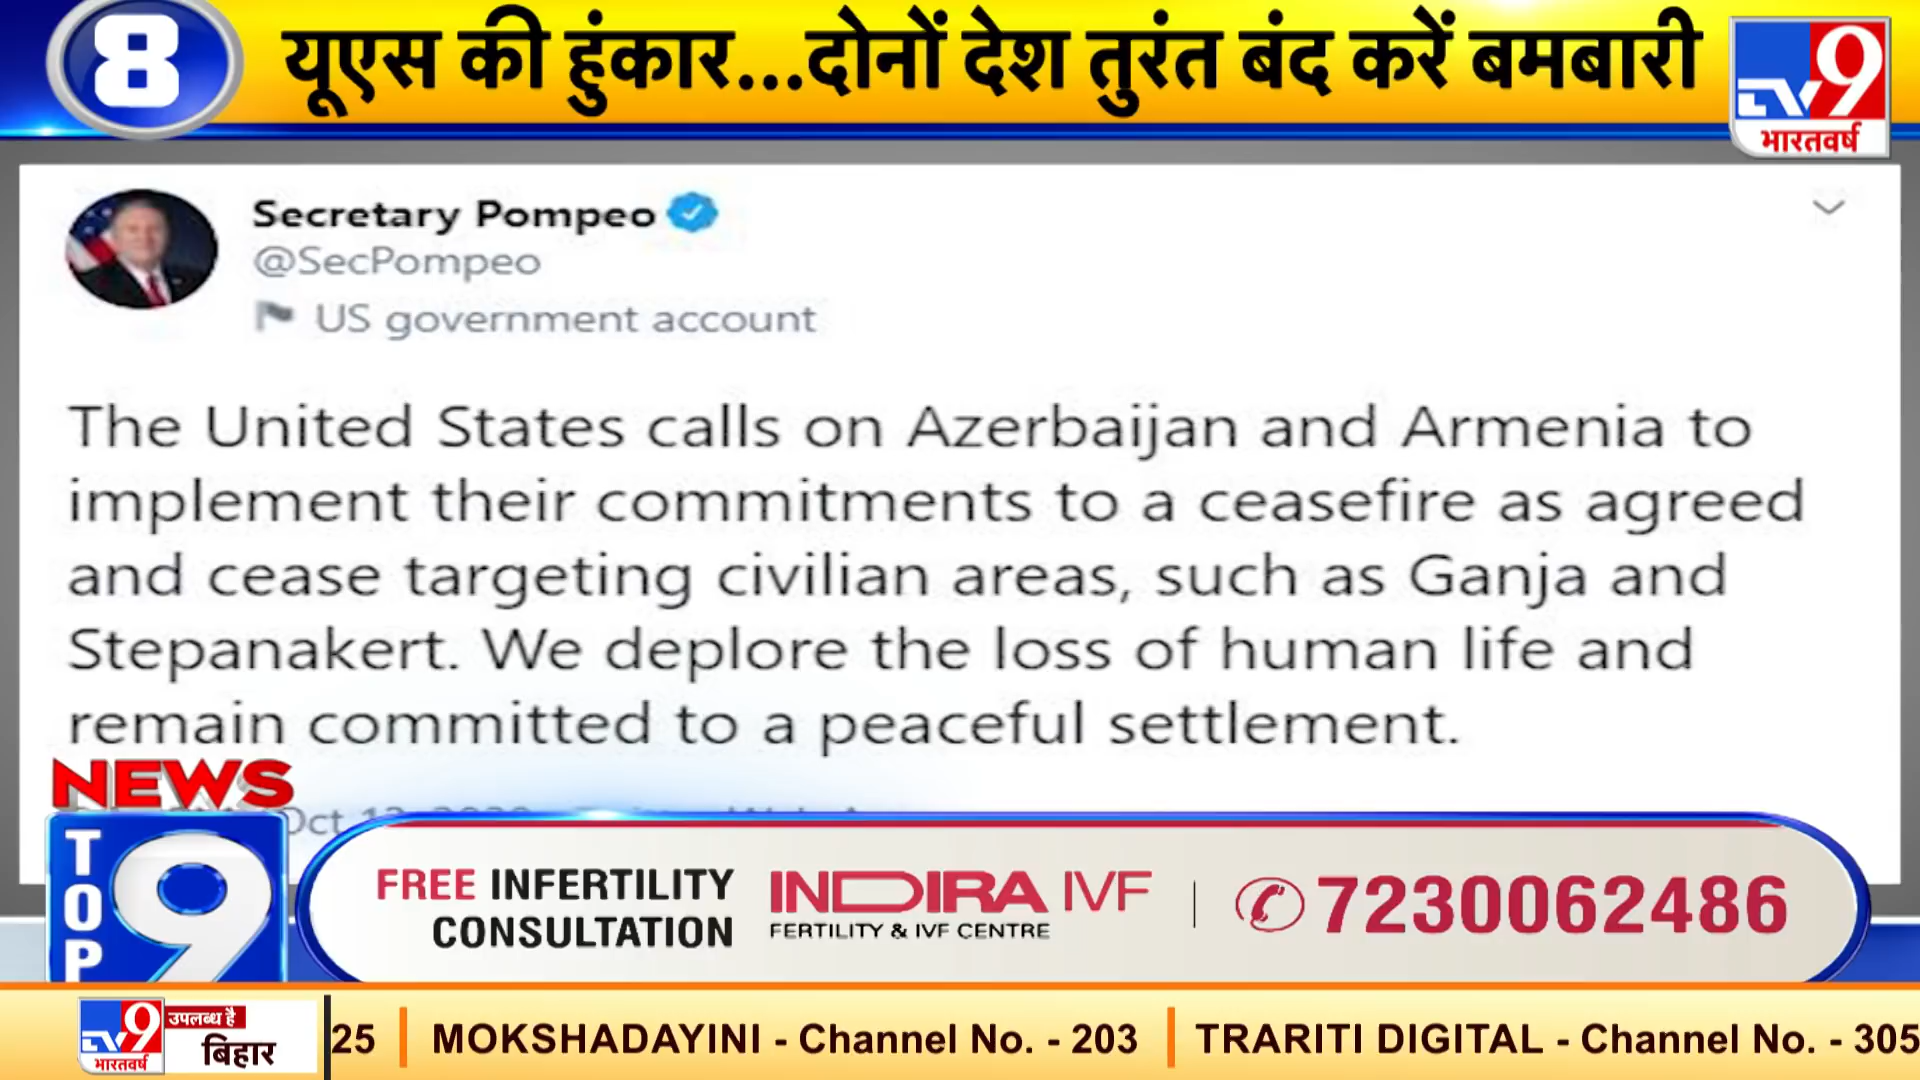 8
यूएस की हुंकार...दोनों देश तुरंत बंद करें बमबारी
TV9
भारतवर्ष
Secretary Pompeo
@SecPompeo
US government account
The United States calls on Azerbaijan and Armenia to
implement their commitments to a ceasefire as agreed
and cease targeting civilian areas, such as Ganja and
Stepanakert. We deplore the loss of human life and
remain committed to a peaceful settlement.
Oct
NEWS
TOP
9
FREE INFERTILITY
CONSULTATION
INDIRA IVF
FERTILITY & IVF CENTRE
7230062486
TV9
भारतवर्ष
उपलब्ध है
बिहार
25 | MOKSHADAYINI - Channel No. - 203 | TRARITI DIGITAL - Channel No. - 305